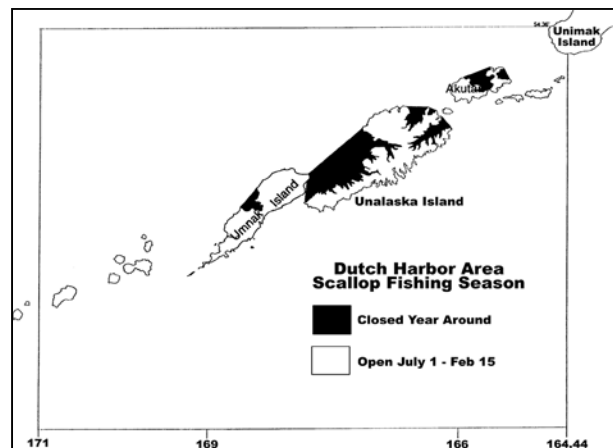 54.36'
Unimak
Island
Akutan
Unalaska Island
Umnak Island
Dutch Harbor Area
Scallop Fishing Season
Closed Year Around
Open July 1 - Feb 15
171
169
166
164.44